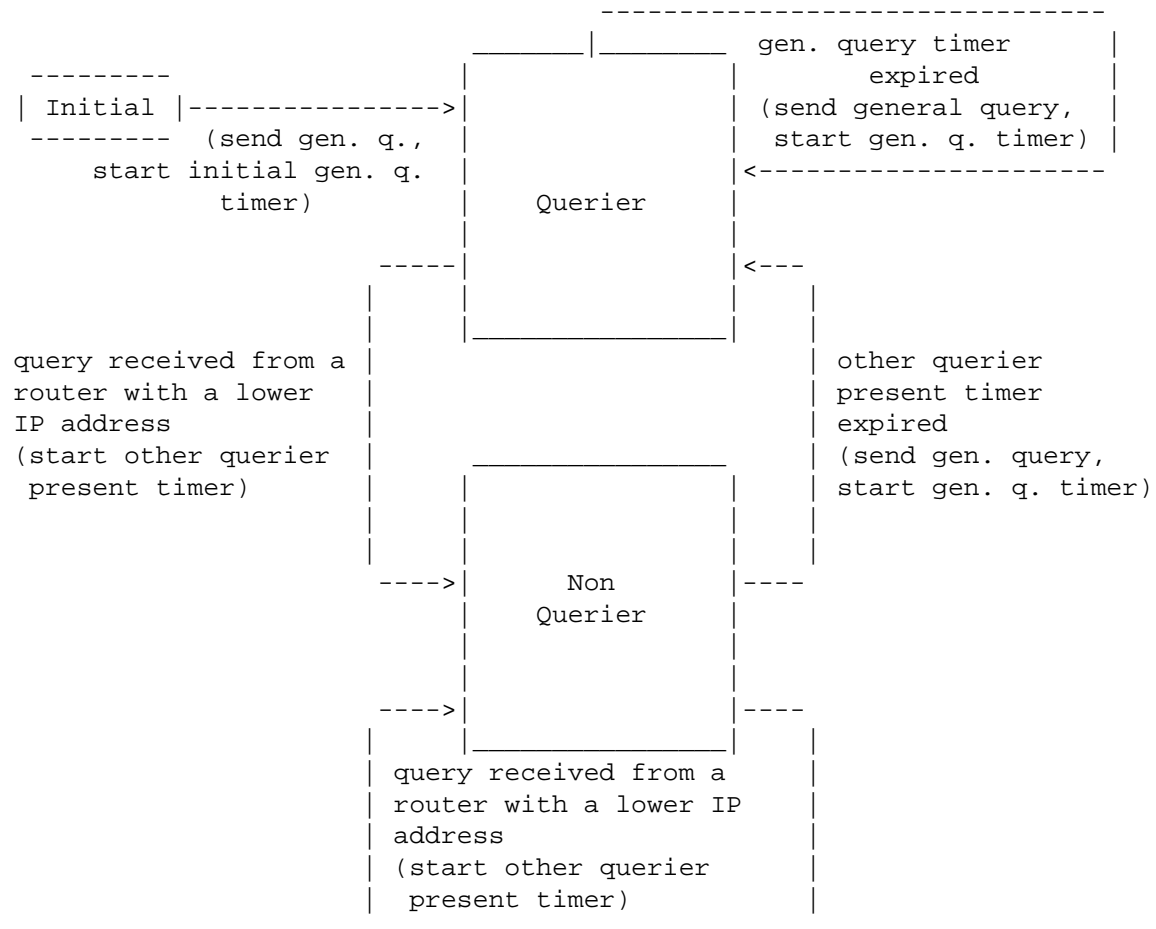 gen. query timer
expired
(send general query,
start gen. q. timer)
Initial
(send gen. q.,
start initial gen. q.
timer)
Querier
query received from a
router with a lower
IP address
(start other querier
present timer)
other querier
present timer
expired
(send gen. query,
start gen. q. timer)
Non
Querier
query received from a
router with a lower IP
address
(start other querier
present timer)